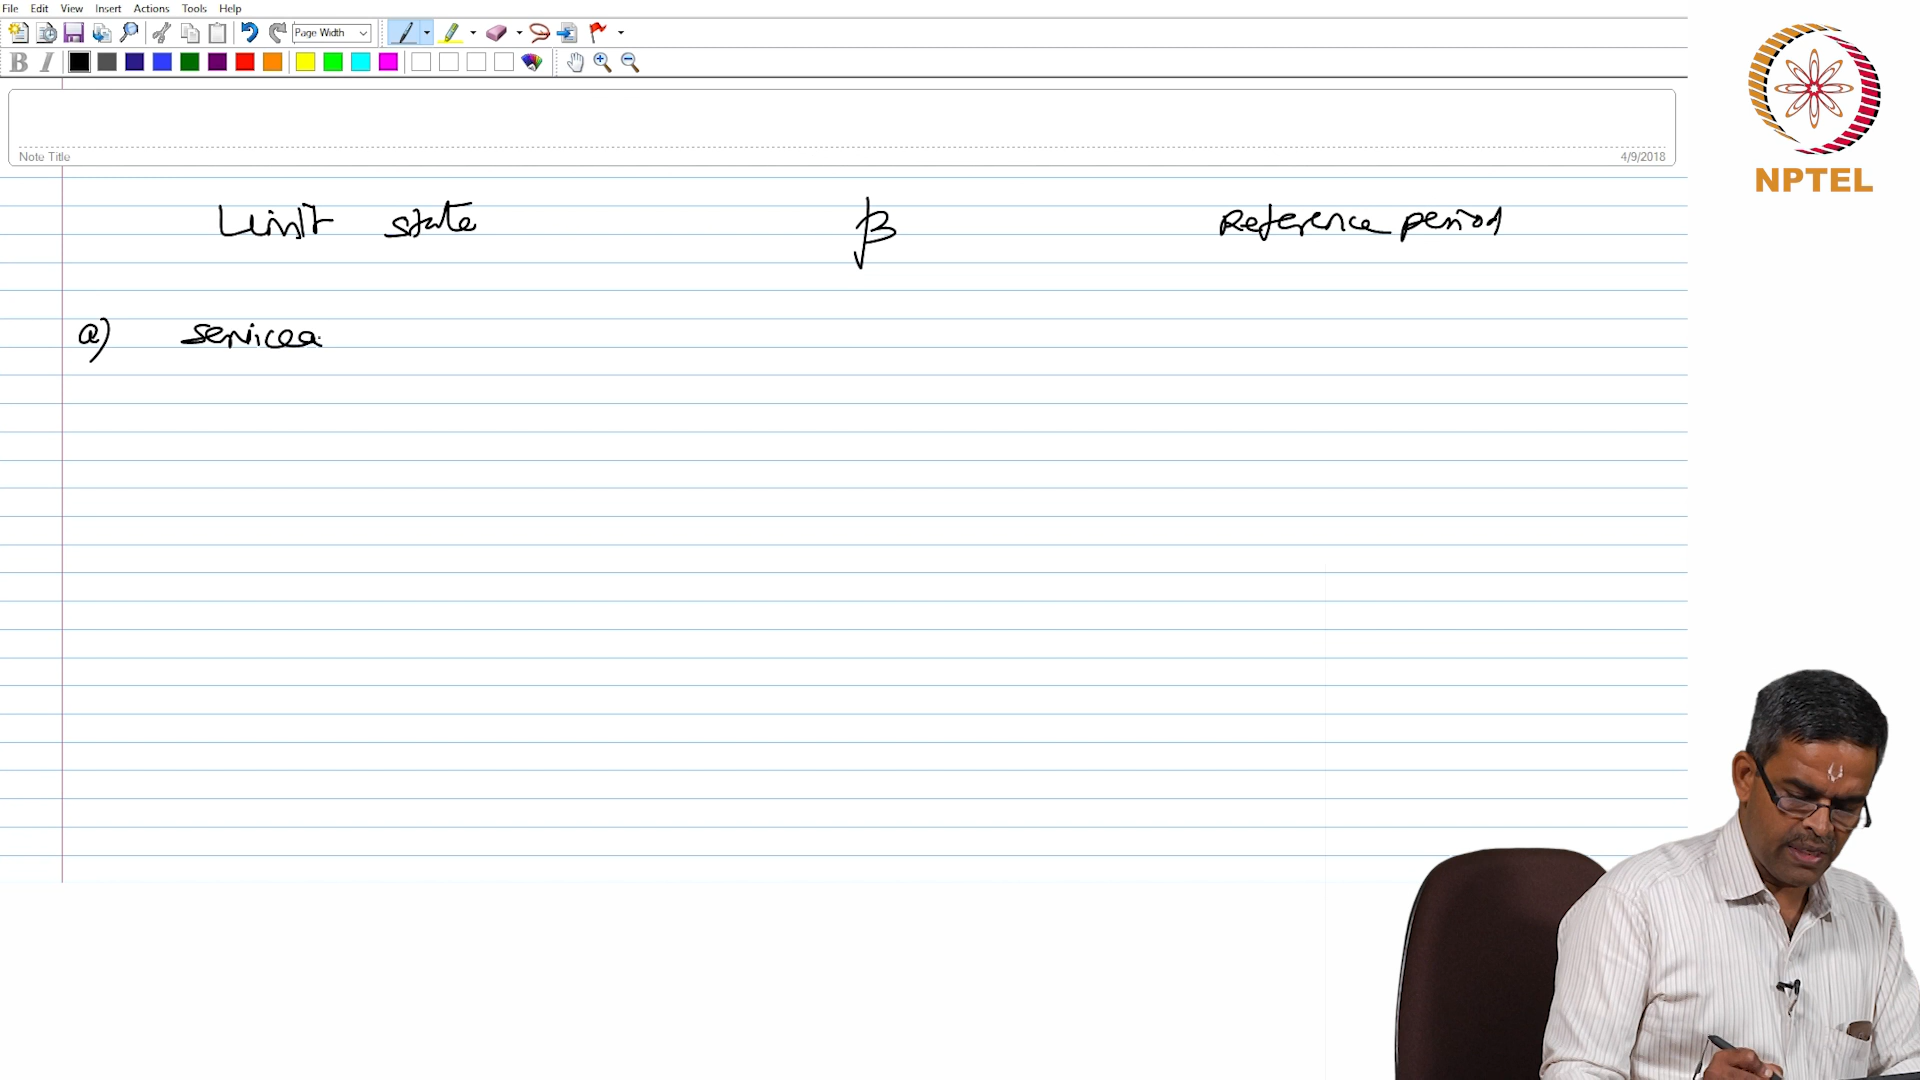 File Edit View Insert Actions Tools Help
Page Width
B I
Note Title
4/9/2018
NPTEL
Limit state β Reference period
a) servicea